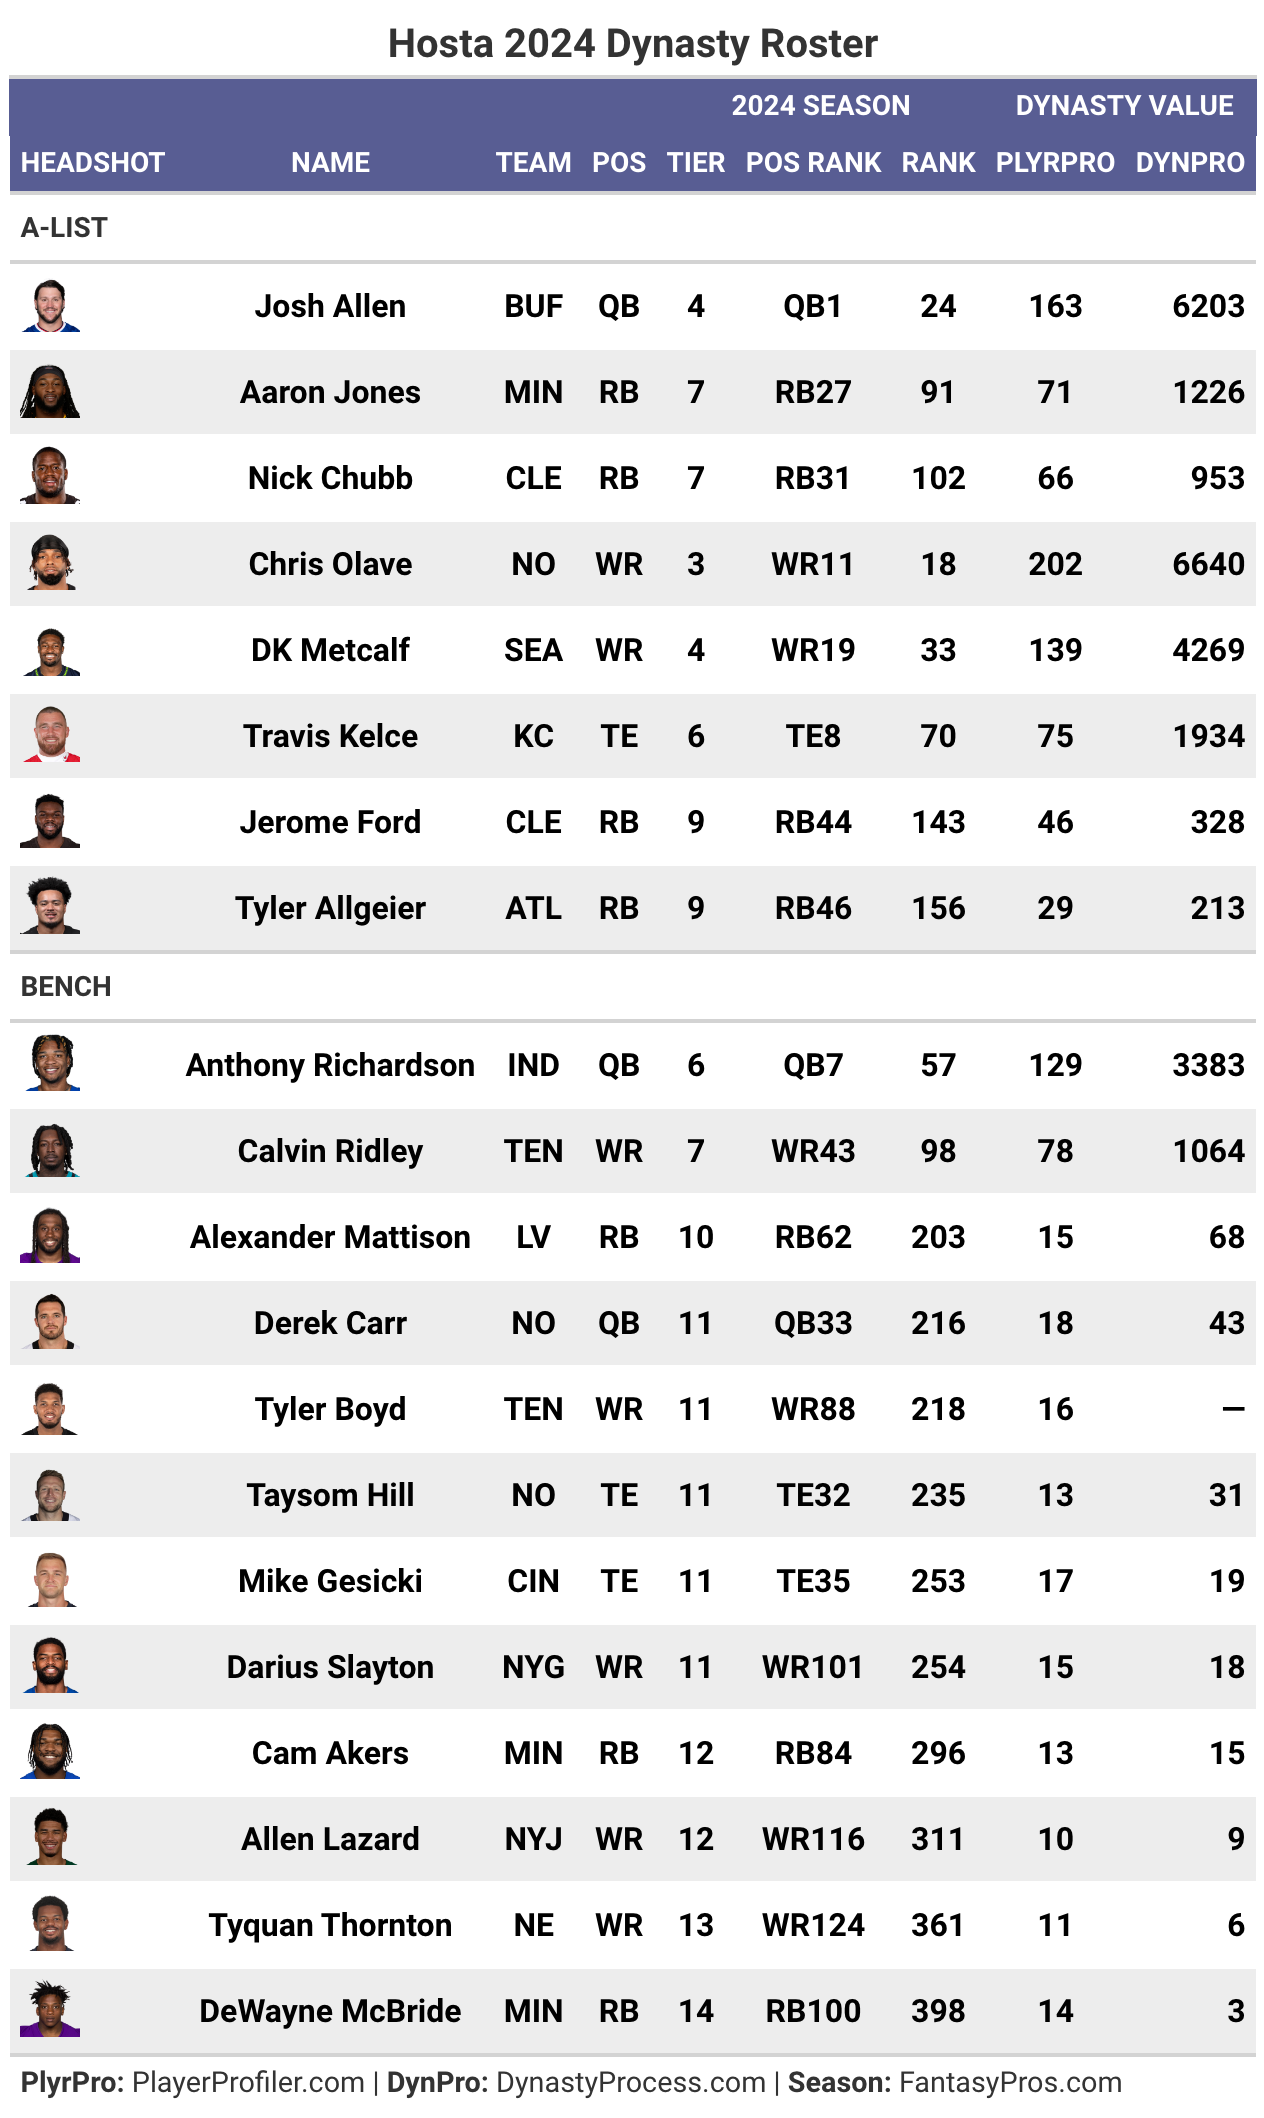 Hosta 2024 Dynasty Roster
2024 SEASON DYNASTY VALUE
HEADSHOT NAME TEAM POS TIER POS RANK RANK PLYRPRO DYNPRO
A-LIST
Josh Allen BUF QB 4 QB1 24 163 6203
Aaron Jones MIN RB 7 RB27 91 71 1226
Nick Chubb CLE RB 7 RB31 102 66 953
Chris Olave NO WR 3 WR11 18 202 6640
DK Metcalf SEA WR 4 WR19 33 139 4269
Travis Kelce KC TE 6 TE8 70 75 1934
Jerome Ford CLE RB 9 RB44 143 46 328
Tyler Allgeier ATL RB 9 RB46 156 29 213
BENCH
Anthony Richardson IND QB 6 QB7 57 129 3383
Calvin Ridley TEN WR 7 WR43 98 78 1064
Alexander Mattison LV RB 10 RB62 203 15 68
Derek Carr NO QB 11 QB33 216 18 43
Tyler Boyd TEN WR 11 WR88 218 16 —
Taysom Hill NO TE 11 TE32 235 13 31
Mike Gesicki CIN TE 11 TE35 253 17 19
Darius Slayton NYG WR 11 WR101 254 15 18
Cam Akers MIN RB 12 RB84 296 13 15
Allen Lazard NYJ WR 12 WR116 311 10 9
Tyquan Thornton NE WR 13 WR124 361 11 6
DeWayne McBride MIN RB 14 RB100 398 14 3
PlyrPro: PlayerProfiler.com | DynPro: DynastyProcess.com | Season: FantasyPros.com